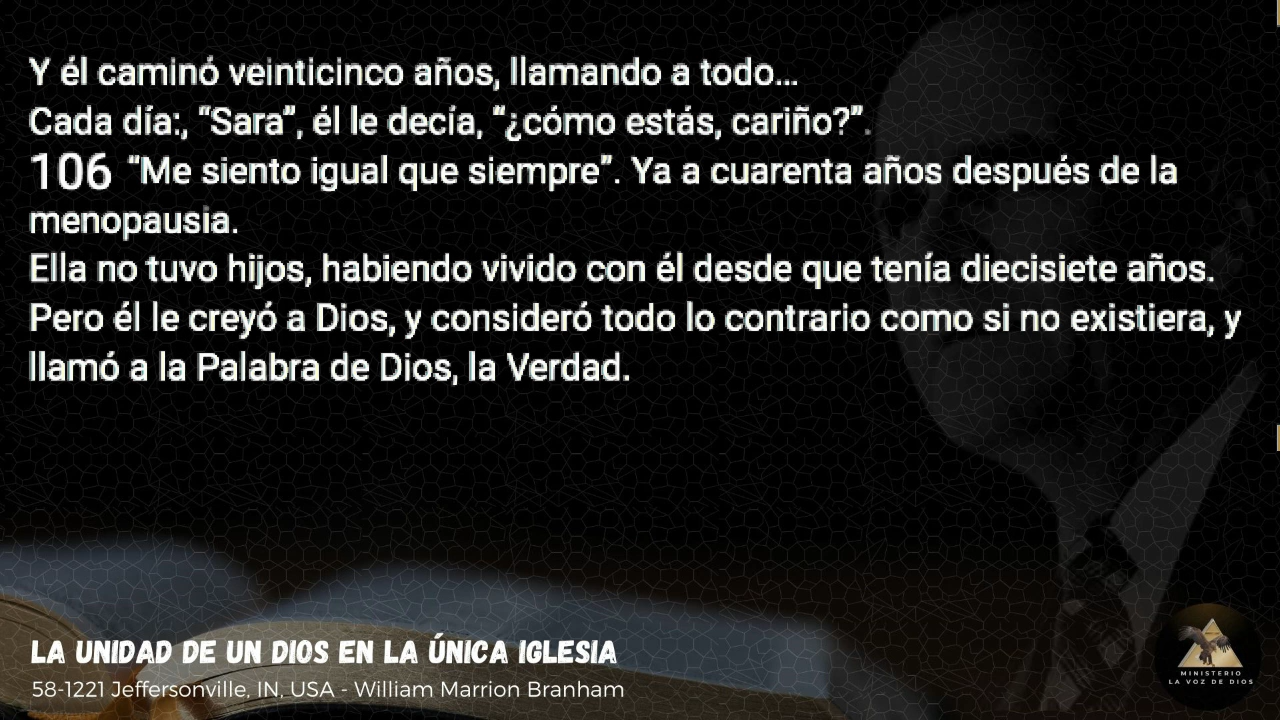 Y él caminó veinticinco años, llamando a todo...
Cada día:, “Sara”, él le decía, “¿cómo estás, cariño?”.
106 “Me siento igual que siempre”. Ya a cuarenta años después de la
menopausia.
Ella no tuvo hijos, habiendo vivido con él desde que tenía diecisiete años.
Pero él le creyó a Dios, y consideró todo lo contrario como si no existiera, y
llamó a la Palabra de Dios, la Verdad.
LA UNIDAD DE UN DIOS EN LA ÚNICA IGLESIA
58-1221 Jeffersonville, IN, USA - William Marrion Branham
MINISTERIO
LA VOZ DE DIOS